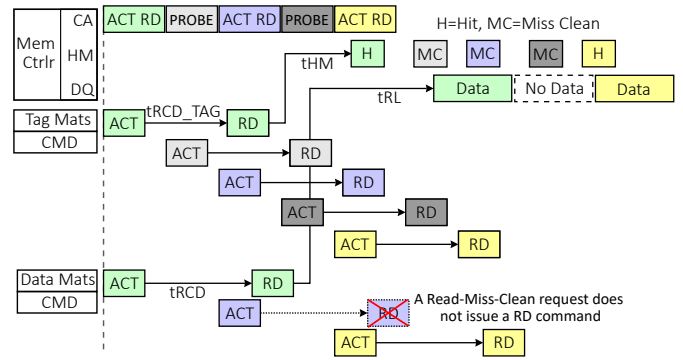 CA
ACT RD
PROBE
ACT RD
PROBE
ACT RD
H=Hit, MC=Miss Clean
Mem
Ctrlr
HM
tHM
H
MC
MC
MC
H
DQ
tRL
Data
No Data
Data
Tag Mats
CMD
ACT
tRCD_TAG
RD
ACT
RD
ACT
RD
ACT
RD
ACT
RD
Data Mats
CMD
ACT
tRCD
RD
ACT
RD
A Read-Miss-Clean request does
not issue a RD command
ACT
RD